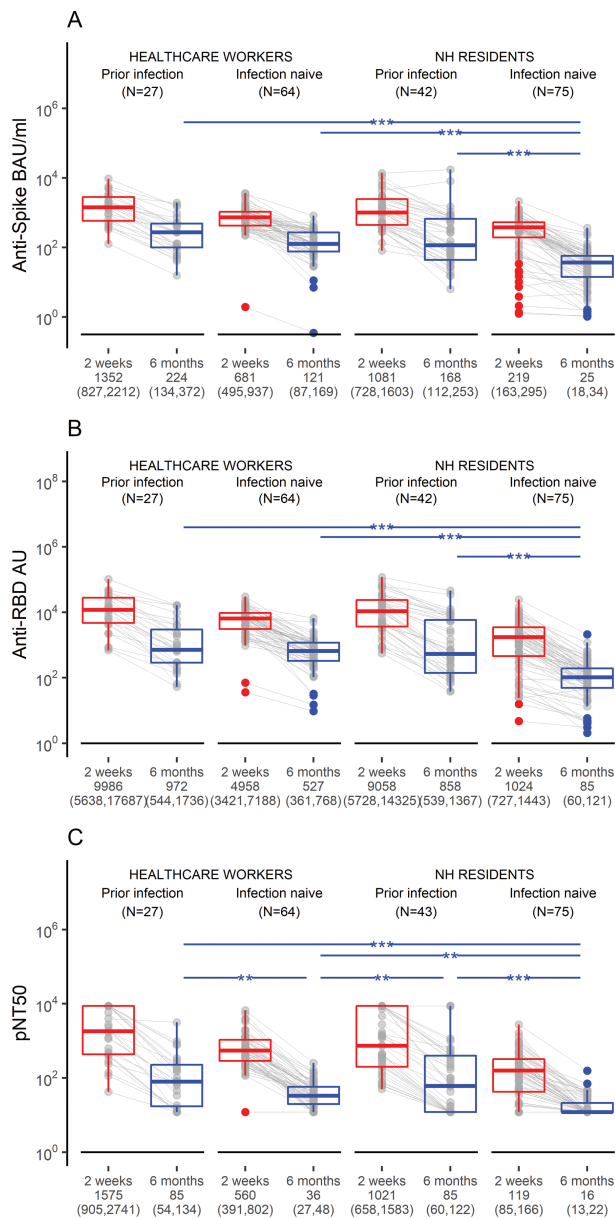 A
HEALTHCARE WORKERS NH RESIDENTS
Prior infection Infection naive Prior infection Infection naive
(N=27) (N=64) (N=42) (N=75)
10^6
10^4
10^2
10^0
Anti-Spike BAU/ml
***
***
***
2 weeks 6 months 2 weeks 6 months 2 weeks 6 months 2 weeks 6 months
1352 224 681 121 1081 168 219 25
(827,2212) (134,372) (495,937) (87,169) (728,1603) (112,253) (163,295) (18,34)
B
HEALTHCARE WORKERS NH RESIDENTS
Prior infection Infection naive Prior infection Infection naive
(N=27) (N=64) (N=42) (N=75)
10^8
10^6
10^4
10^2
10^0
Anti-RBD AU
***
***
***
2 weeks 6 months 2 weeks 6 months 2 weeks 6 months 2 weeks 6 months
9986 972 4958 527 9058 858 1024 85
(5638,17687) (544,1736) (3421,7188) (361,768) (5728,14325) (539,1367) (727,1443) (60,121)
C
HEALTHCARE WORKERS NH RESIDENTS
Prior infection Infection naive Prior infection Infection naive
(N=27) (N=64) (N=43) (N=75)
10^6
10^4
10^2
10^0
pNT50
***
**
** ** ***
2 weeks 6 months 2 weeks 6 months 2 weeks 6 months 2 weeks 6 months
1575 85 560 36 1021 85 119 16
(905,2741) (54,134) (391,802) (27,48) (658,1583) (60,122) (85,166) (13,22)